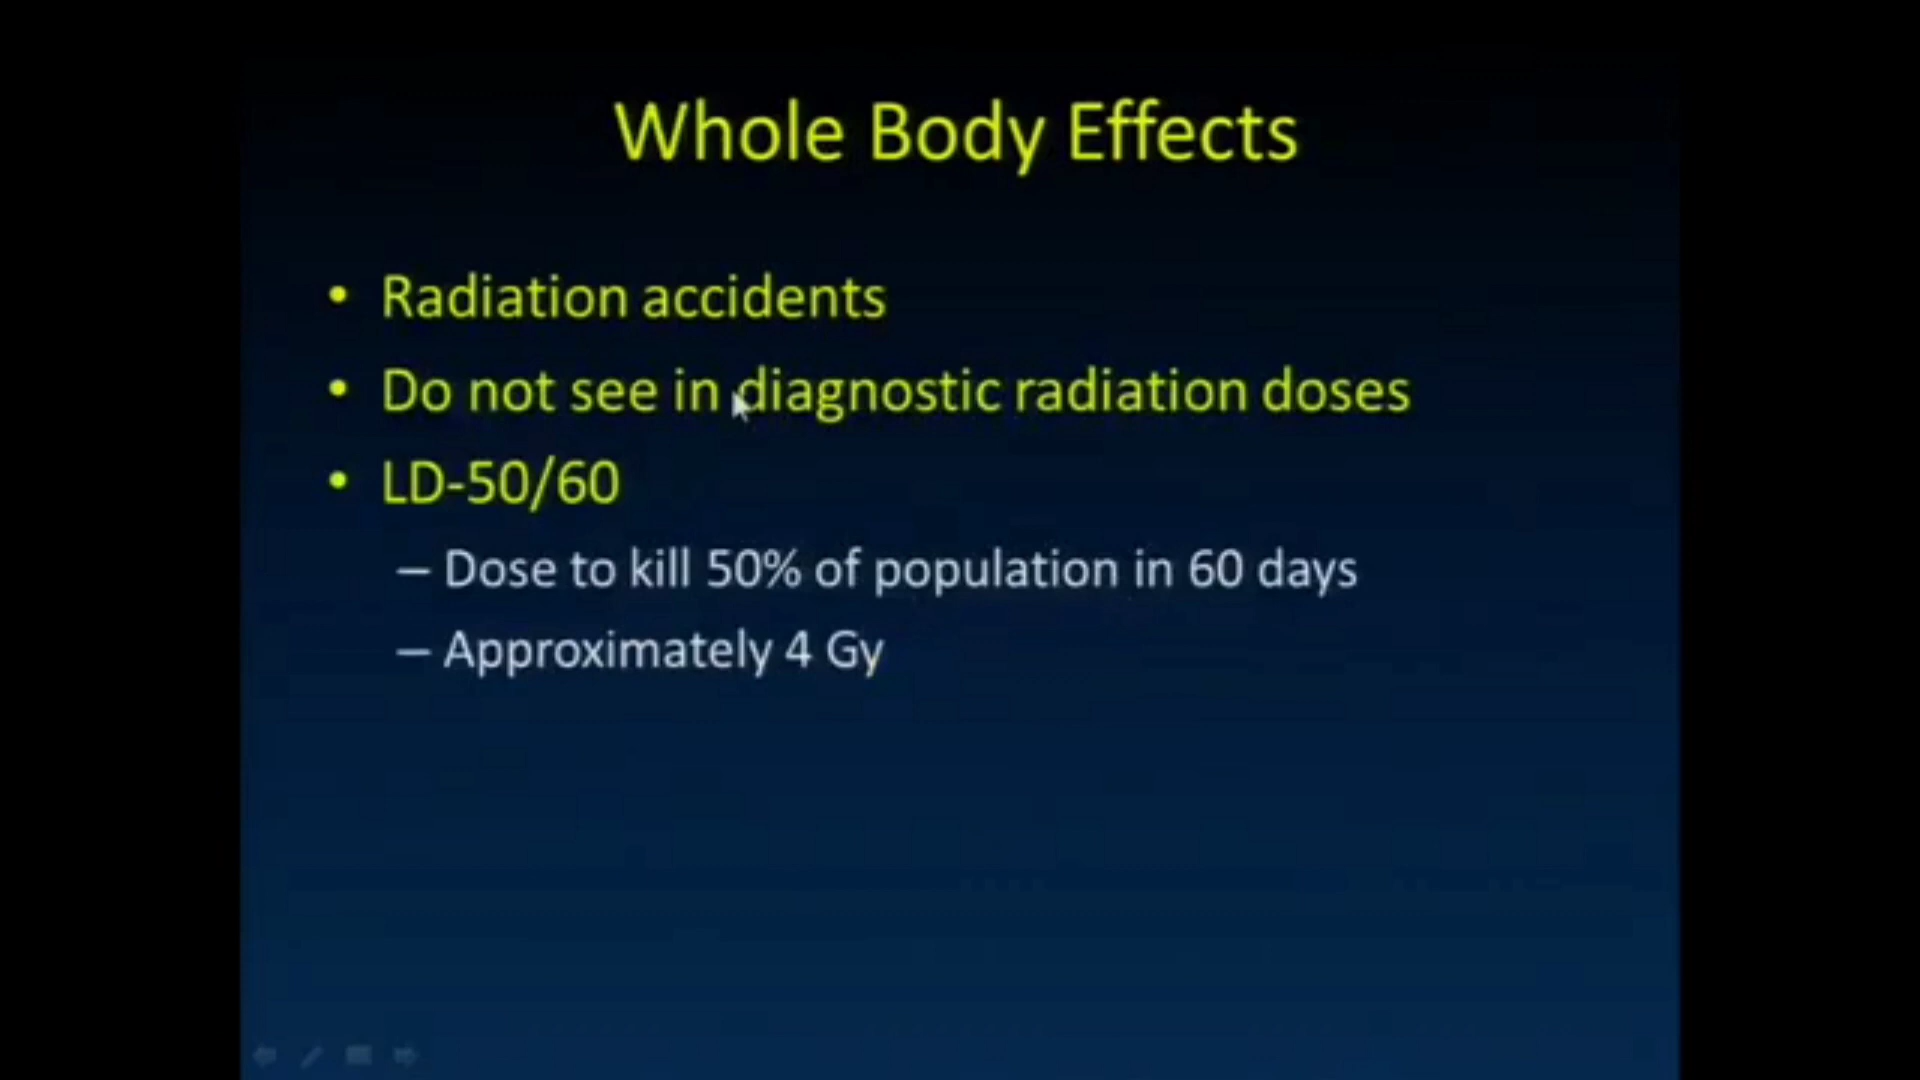 Whole Body Effects
• Radiation accidents
• Do not see in diagnostic radiation doses
• LD-50/60
– Dose to kill 50% of population in 60 days
– Approximately 4 Gy